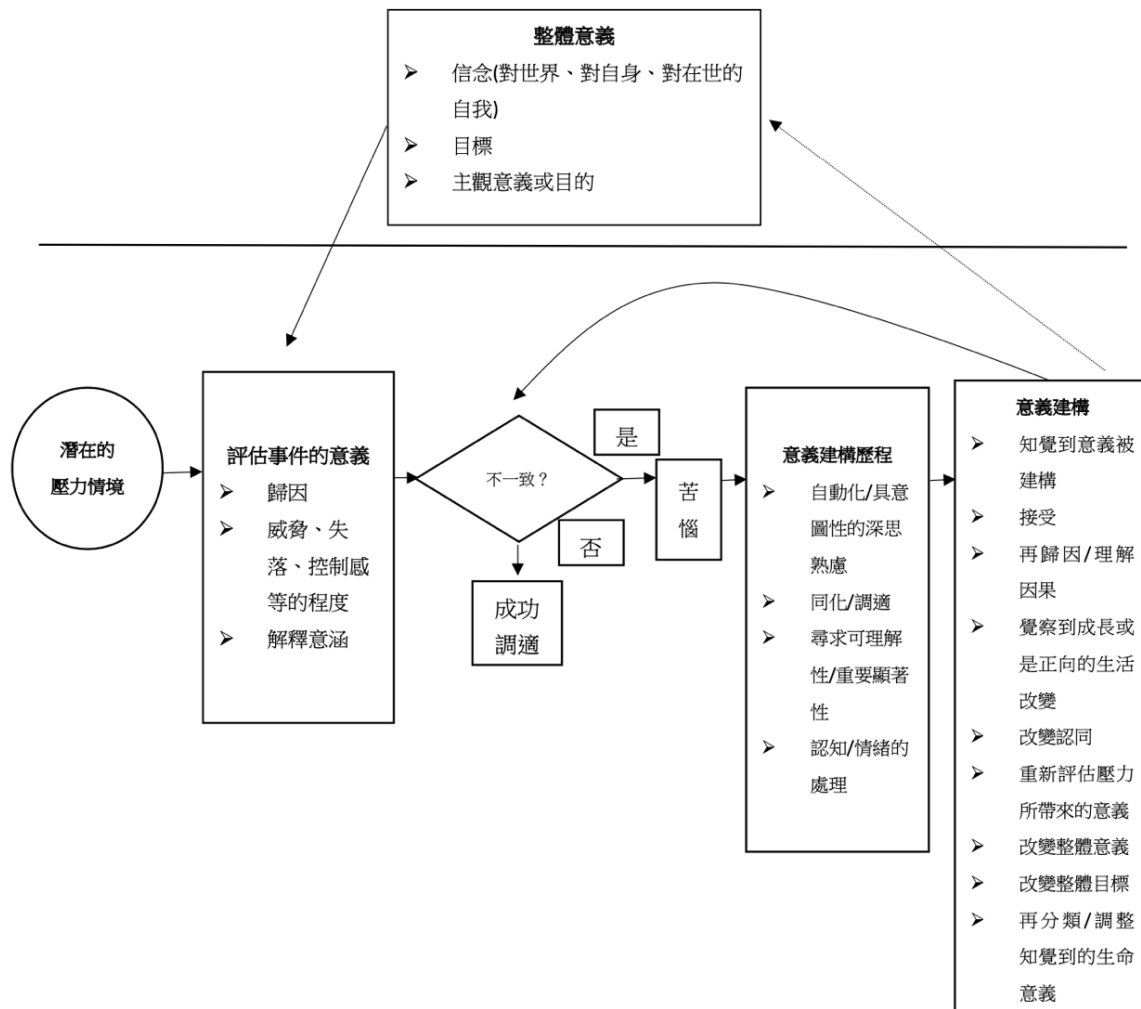 整體意義
➢ 信念(對世界、對自身、對在世的
自我)
➢ 目標
➢ 主觀意義或目的
潛在的
壓力情境
評估事件的意義
➢ 歸因
➢ 威脅、失
落、控制感
等的程度
➢ 解釋意涵
不一致？
是
否
成功
調適
苦
惱
意義建構歷程
➢ 自動化/具意
圖性的深思
熟慮
➢ 同化/調適
➢ 尋求可理解
性/重要顯著
性
➢ 認知/情緒的
處理
意義建構
➢ 知覺到意義被
建構
➢ 接受
➢ 再歸因/理解
因果
➢ 覺察到成長或
是正向的生活
改變
➢ 改變認同
➢ 重新評估壓力
所帶來的意義
➢ 改變整體意義
➢ 改變整體目標
➢ 再分類/調整
知覺到的生命
意義